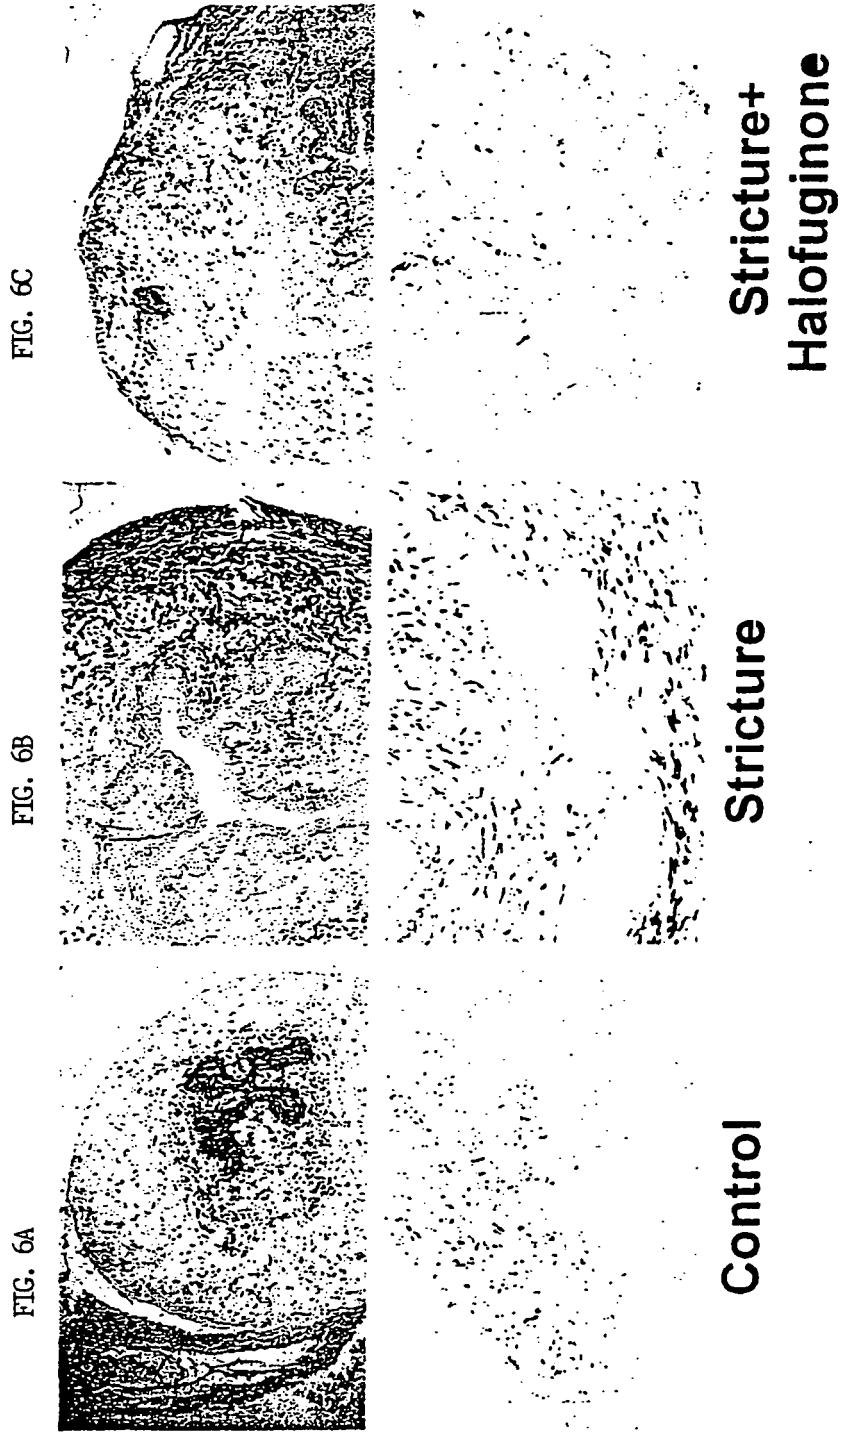 FIG. 6A
FIG. 6B
FIG. 6C
Control
Stricture
Stricture+
Halofuginone